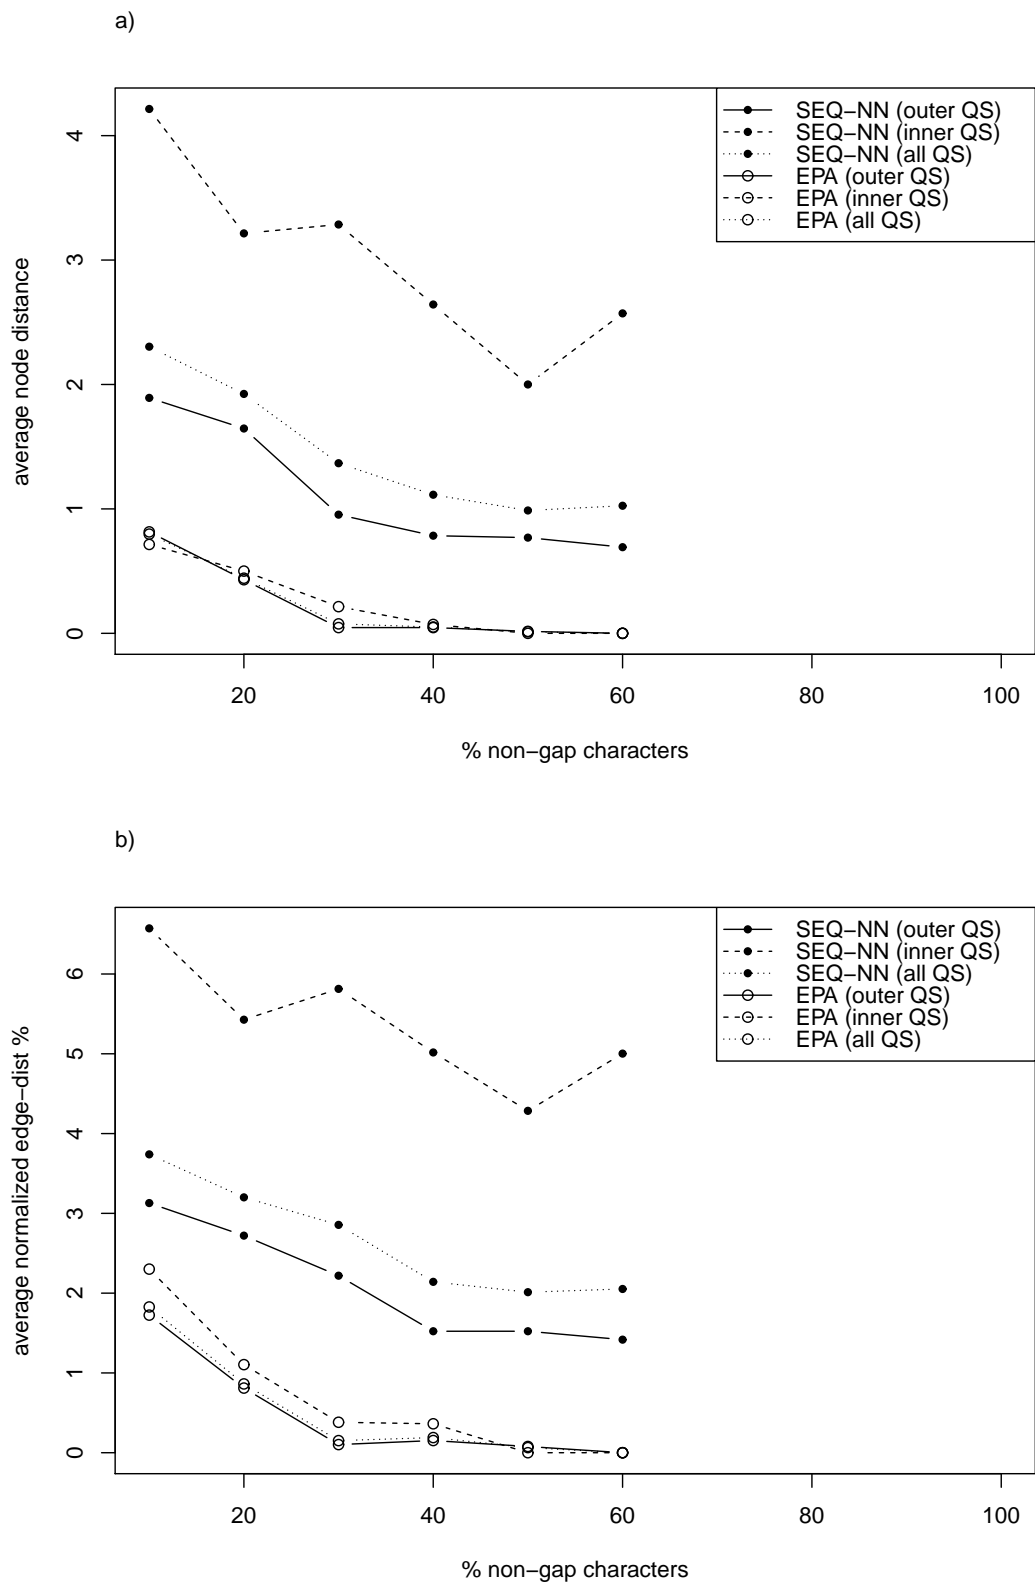 a)
SEQ−NN (outer QS)
SEQ−NN (inner QS)
SEQ−NN (all QS)
EPA (outer QS)
EPA (inner QS)
EPA (all QS)
4
3
2
1
0
average node distance
20 40 60 80 100
% non−gap characters
b)
SEQ−NN (outer QS)
SEQ−NN (inner QS)
SEQ−NN (all QS)
EPA (outer QS)
EPA (inner QS)
EPA (all QS)
6
5
4
3
2
1
0
average normalized edge−dist %
20 40 60 80 100
% non−gap characters